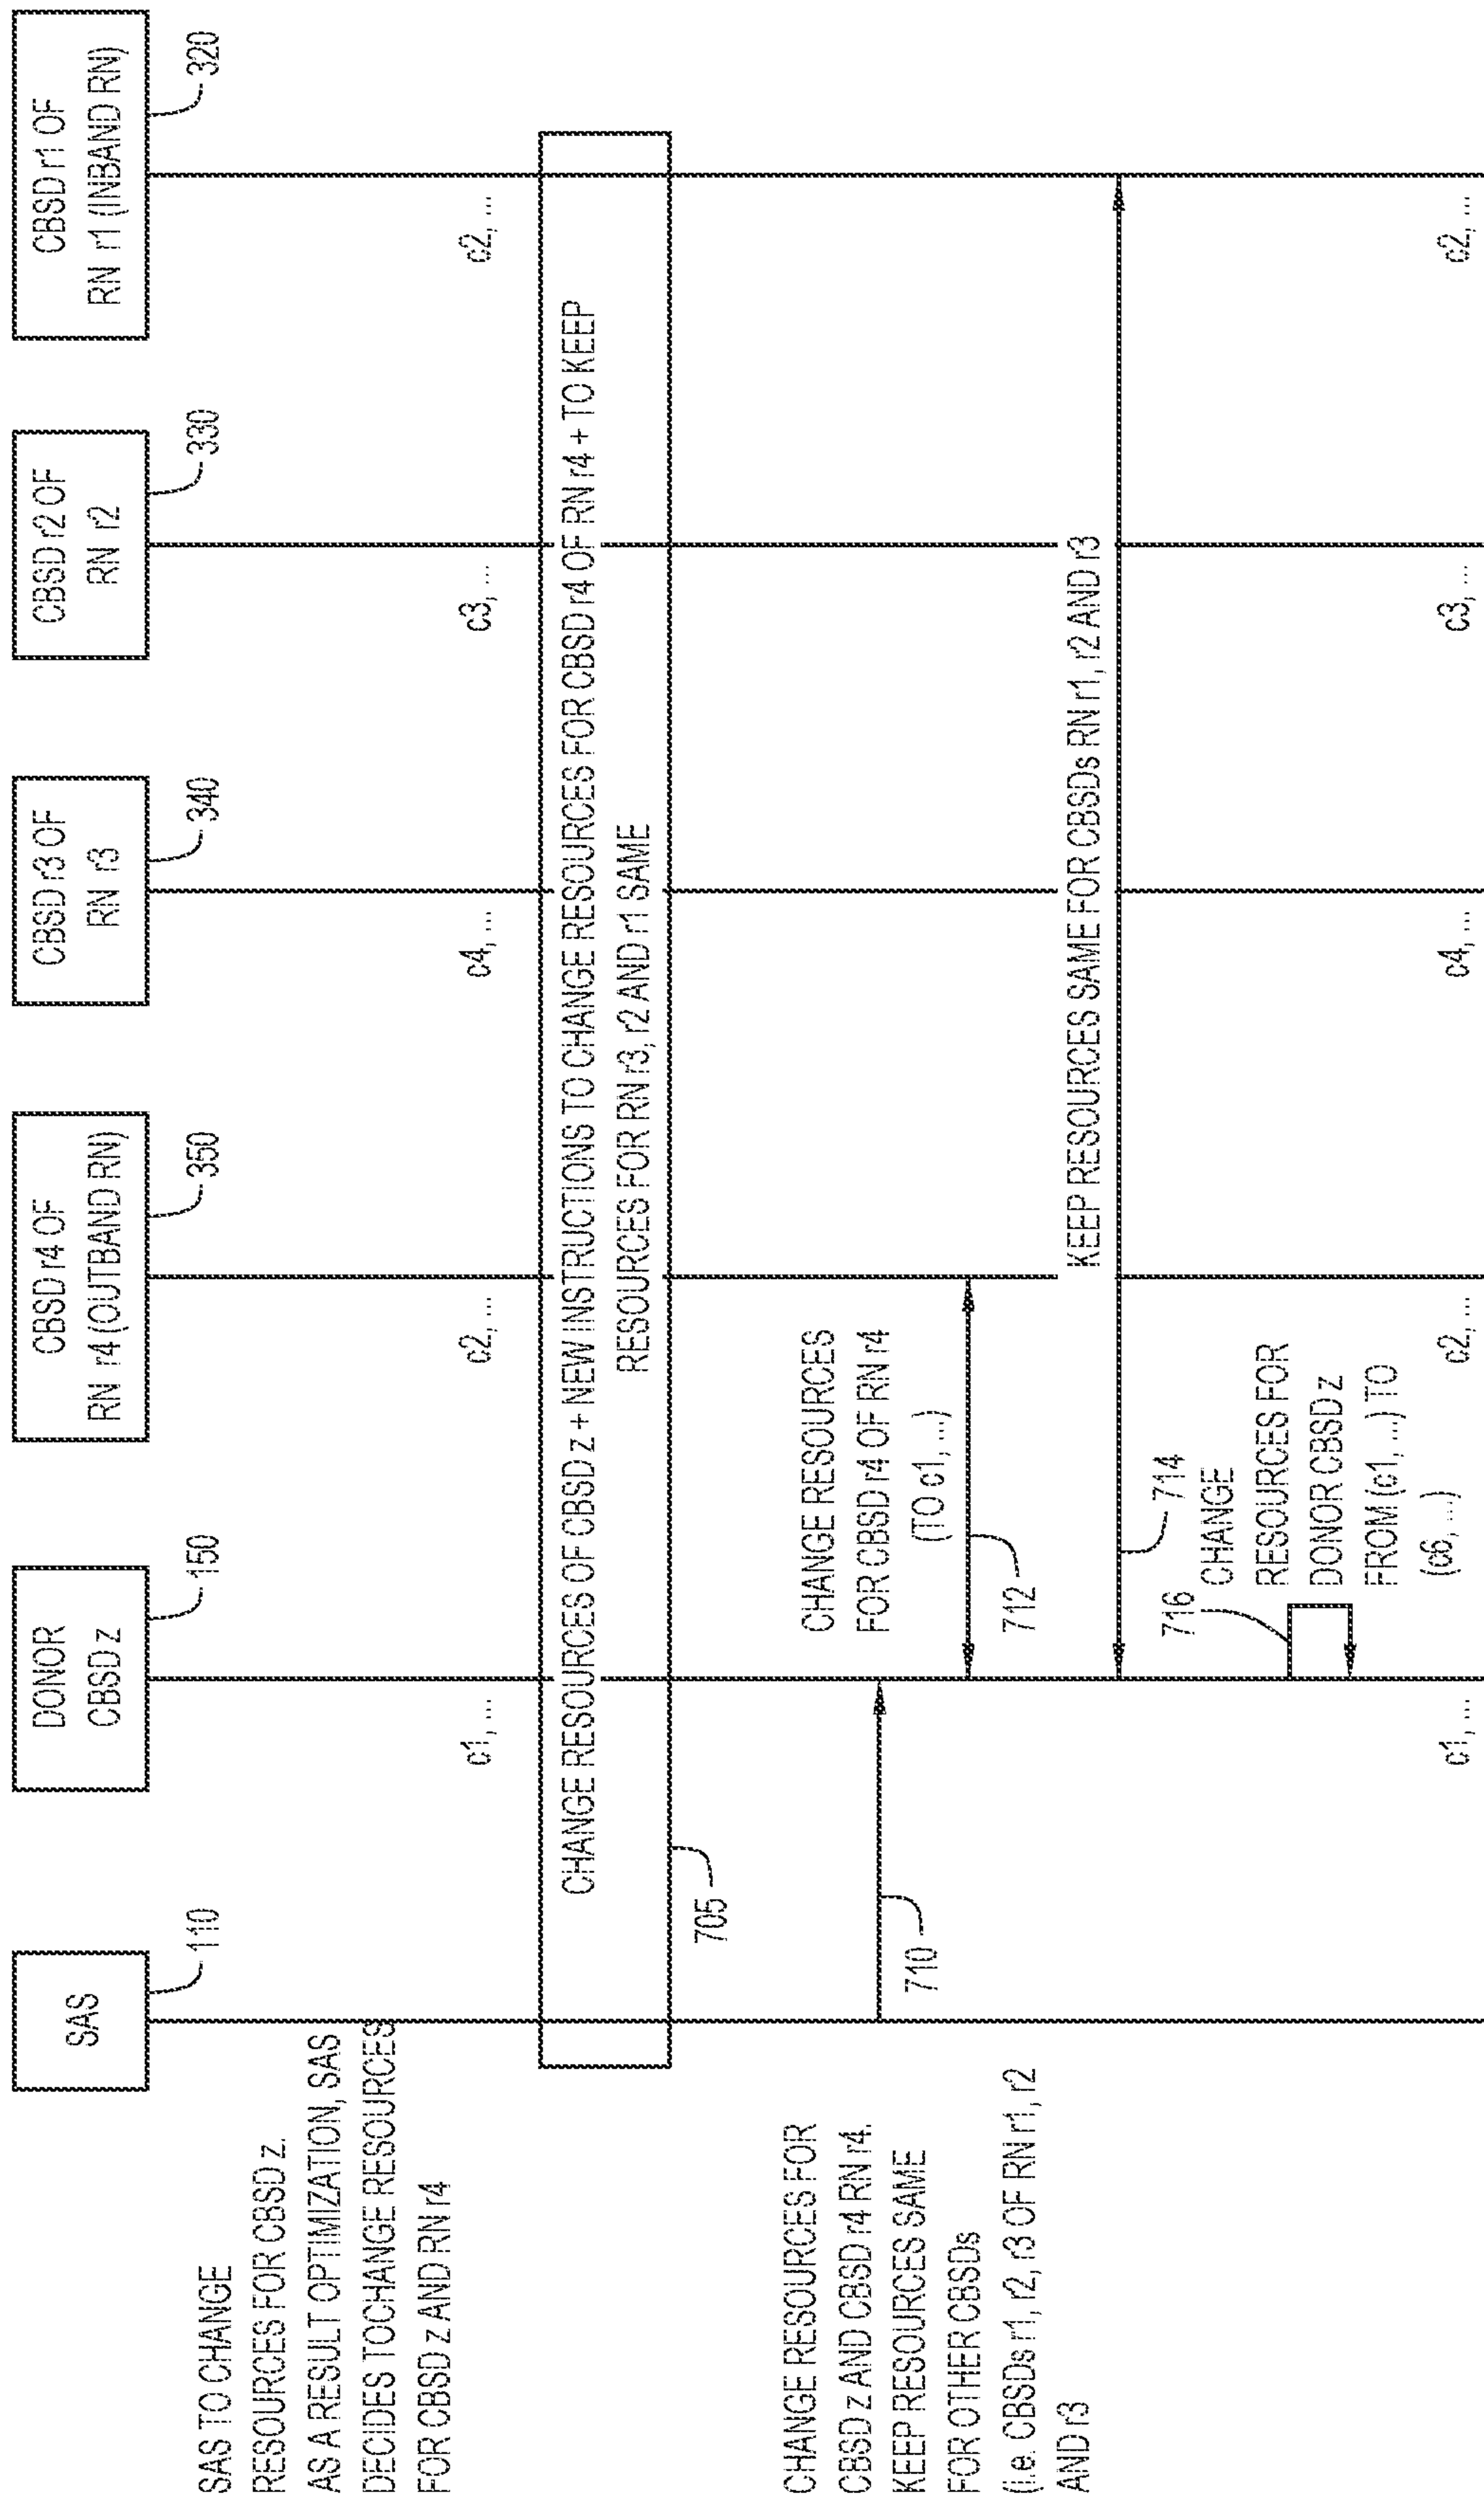 SAS
110
DONOR
CBSD z
150
CBSD r4 OF
RN r4 (OUTBAND RN)
350
CBSD r3 OF
RN r3
340
CBSD r2 OF
RN r2
330
CBSD r1 OF
RN r1 (INBAND RN)
320
SAS TO CHANGE
RESOURCES FOR CBSD z.
AS A RESULT OPTIMIZATION, SAS
DECIDES TOCHANGE RESOURCES
FOR CBSD z AND RN r4
c1, ...
c2, ...
c4, ...
c3, ...
c2, ...
CHANGE RESOURCES OF CBSD z + NEW INSTRUCTIONS TO CHANGE RESOURCES FOR CBSD r4 OF RN r4 + TO KEEP
RESOURCES FOR RN r3, r2 AND r1 SAME
705
CHANGE RESOURCES FOR
CBSD z AND CBSD r4 RN r4.
KEEP RESOURCES SAME
FOR OTHER CBSDs
(i.e. CBSDs r1, r2, r3 OF RN r1, r2
AND r3
710
CHANGE RESOURCES
FOR CBSD r4 OF RN r4
(TO c1, ...)
712
KEEP RESOURCES SAME FOR CBSDs RN r1, r2 AND r3
714
716
CHANGE
RESOURCES FOR
DONOR CBSD z
FROM (c1, ...) TO
(c6, ...)
c1, ...
c2, ...
c4, ...
c3, ...
c2, ...